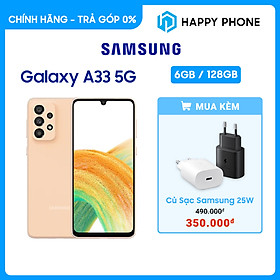 CHÍNH HÃNG - TRẢ GÓP 0%
HAPPY PHONE
SAMSUNG
Galaxy A33 5G
6GB / 128GB
MUA KÈM
Củ Sạc Samsung 25W
490.000đ
350.000đ